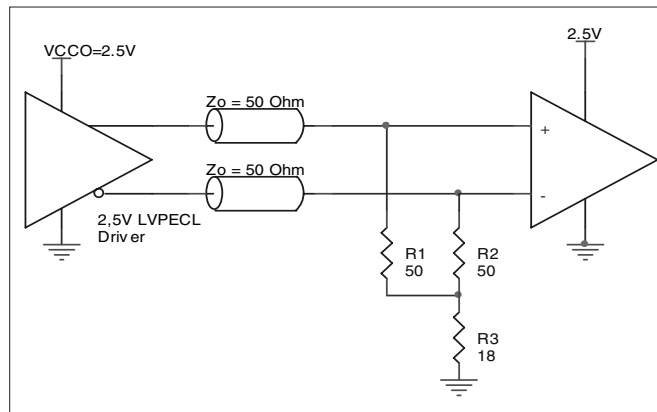 VCCO=2.5V
2.5V
Zo = 50 Ohm
+
Zo = 50 Ohm
-
2,5V LVPECL
Driver
R1
50
R2
50
R3
18